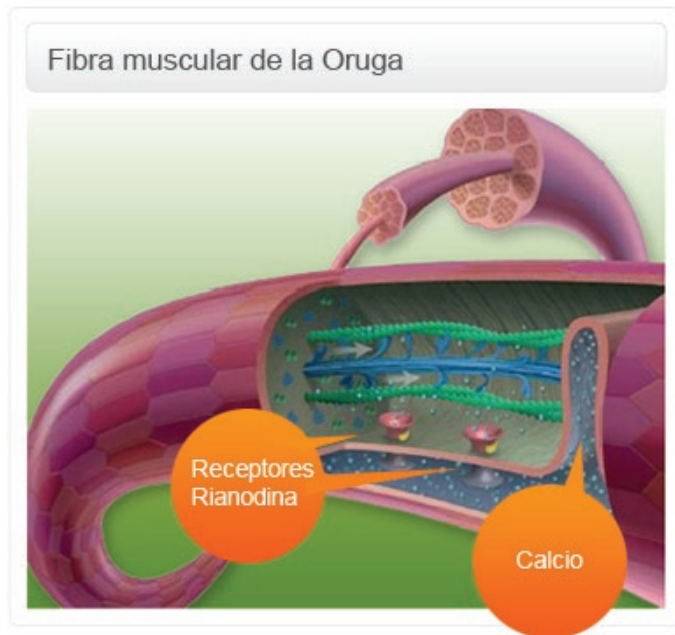 Fibra muscular de la Oruga
Receptores
Rianodina
Calcio